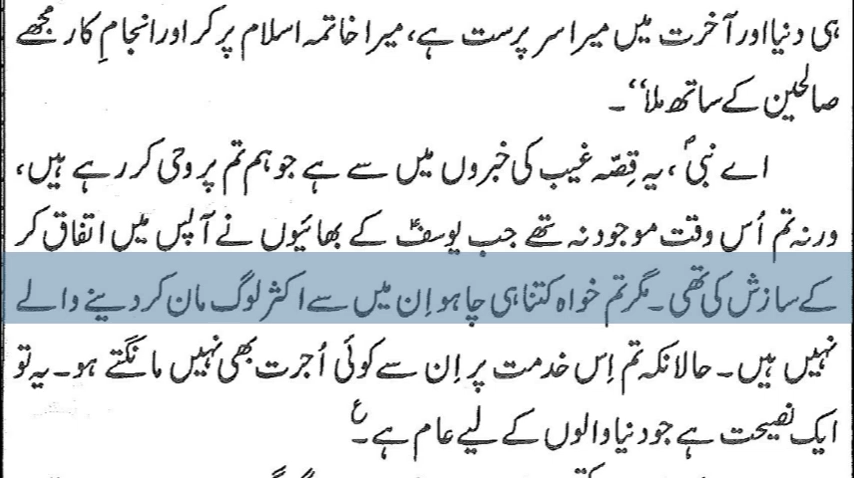 ہی دنیا اور آخرت میں میرا سرپرست ہے، میرا خاتمہ اسلام پر کر اور انجامِ کار مجھے
صالحین کے ساتھ ملا‘‘۔
اے نبیؐ، یہ قِصّہ غیب کی خبروں میں سے ہے جو ہم تم پر وحی کر رہے ہیں،
ورنہ تم اُس وقت موجود نہ تھے جب یوسفؑ کے بھائیوں نے آپس میں اتفاق کر
کے سازش کی تھی۔ مگر تم خواہ کتنا ہی چاہو اِن میں سے اکثر لوگ مان کر دینے والے
نہیں ہیں۔ حالانکہ تم اِس خدمت پر اِن سے کوئی اُجرت بھی نہیں مانگتے ہو۔ یہ تو
ایک نصیحت ہے جو دنیا والوں کے لیے عام ہے۔ ع